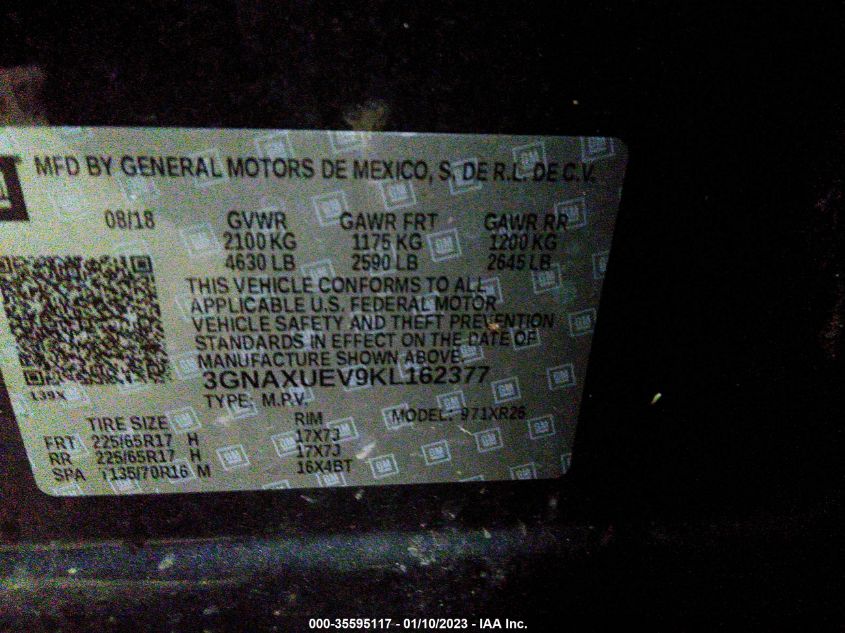 MFD BY GENERAL MOTORS DE MEXICO, S. DE R.L. DE C.V.
08/18 GVWR GAWR FRT GAWR RR
2100 KG 1175 KG 1200 KG
4630 LB 2590 LB 2645 LB
THIS VEHICLE CONFORMS TO ALL
APPLICABLE U.S. FEDERAL MOTOR
VEHICLE SAFETY AND THEFT PREVENTION
STANDARDS IN EFFECT ON THE DATE OF
MANUFACTURE SHOWN ABOVE.
3GNAXUEV9KL162377
L39X TYPE: M.P.V.
TIRE SIZE RIM MODEL: 971XR26
FRT 225/65R17 H 17X7J
RR 225/65R17 H 17X7J
SPA T135/70R16 M 16X4BT
000-35595117 - 01/10/2023 - IAA Inc.